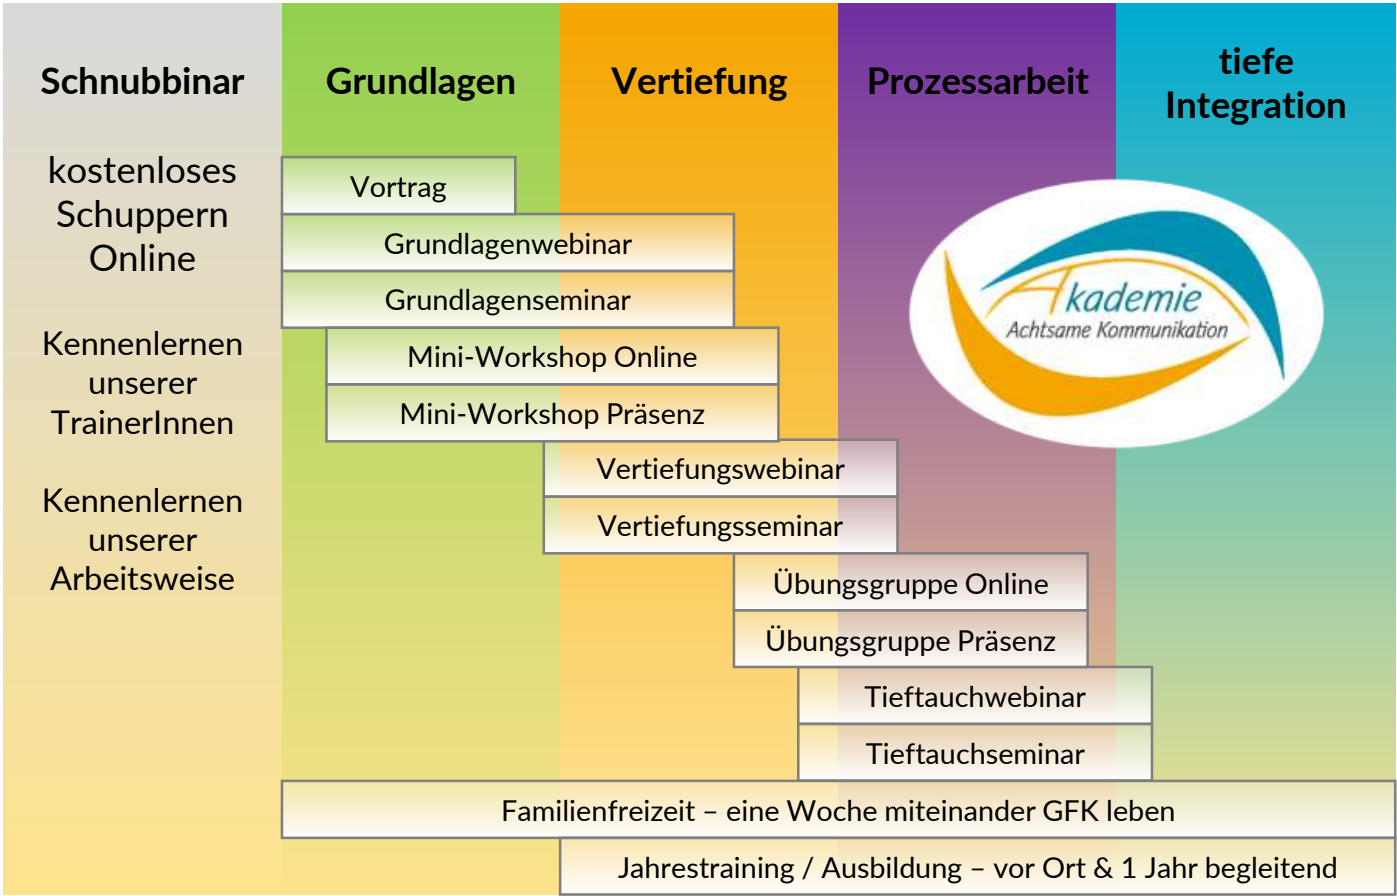 Schnubbinar
Grundlagen
Vertiefung
Prozessarbeit
tiefe
Integration
kostenloses
Schuppern
Online
Kennenlernen
unserer
TrainerInnen
Kennenlernen
unserer
Arbeitsweise
Vortrag
Grundlagenwebinar
Grundlagenseminar
Mini-Workshop Online
Mini-Workshop Präsenz
Vertiefungswebinar
Vertiefungsseminar
Übungsgruppe Online
Übungsgruppe Präsenz
Tieftauchwebinar
Tieftauchseminar
Familienfreizeit – eine Woche miteinander GFK leben
Jahrestraining / Ausbildung – vor Ort & 1 Jahr begleitend
Akademie
Achtsame Kommunikation